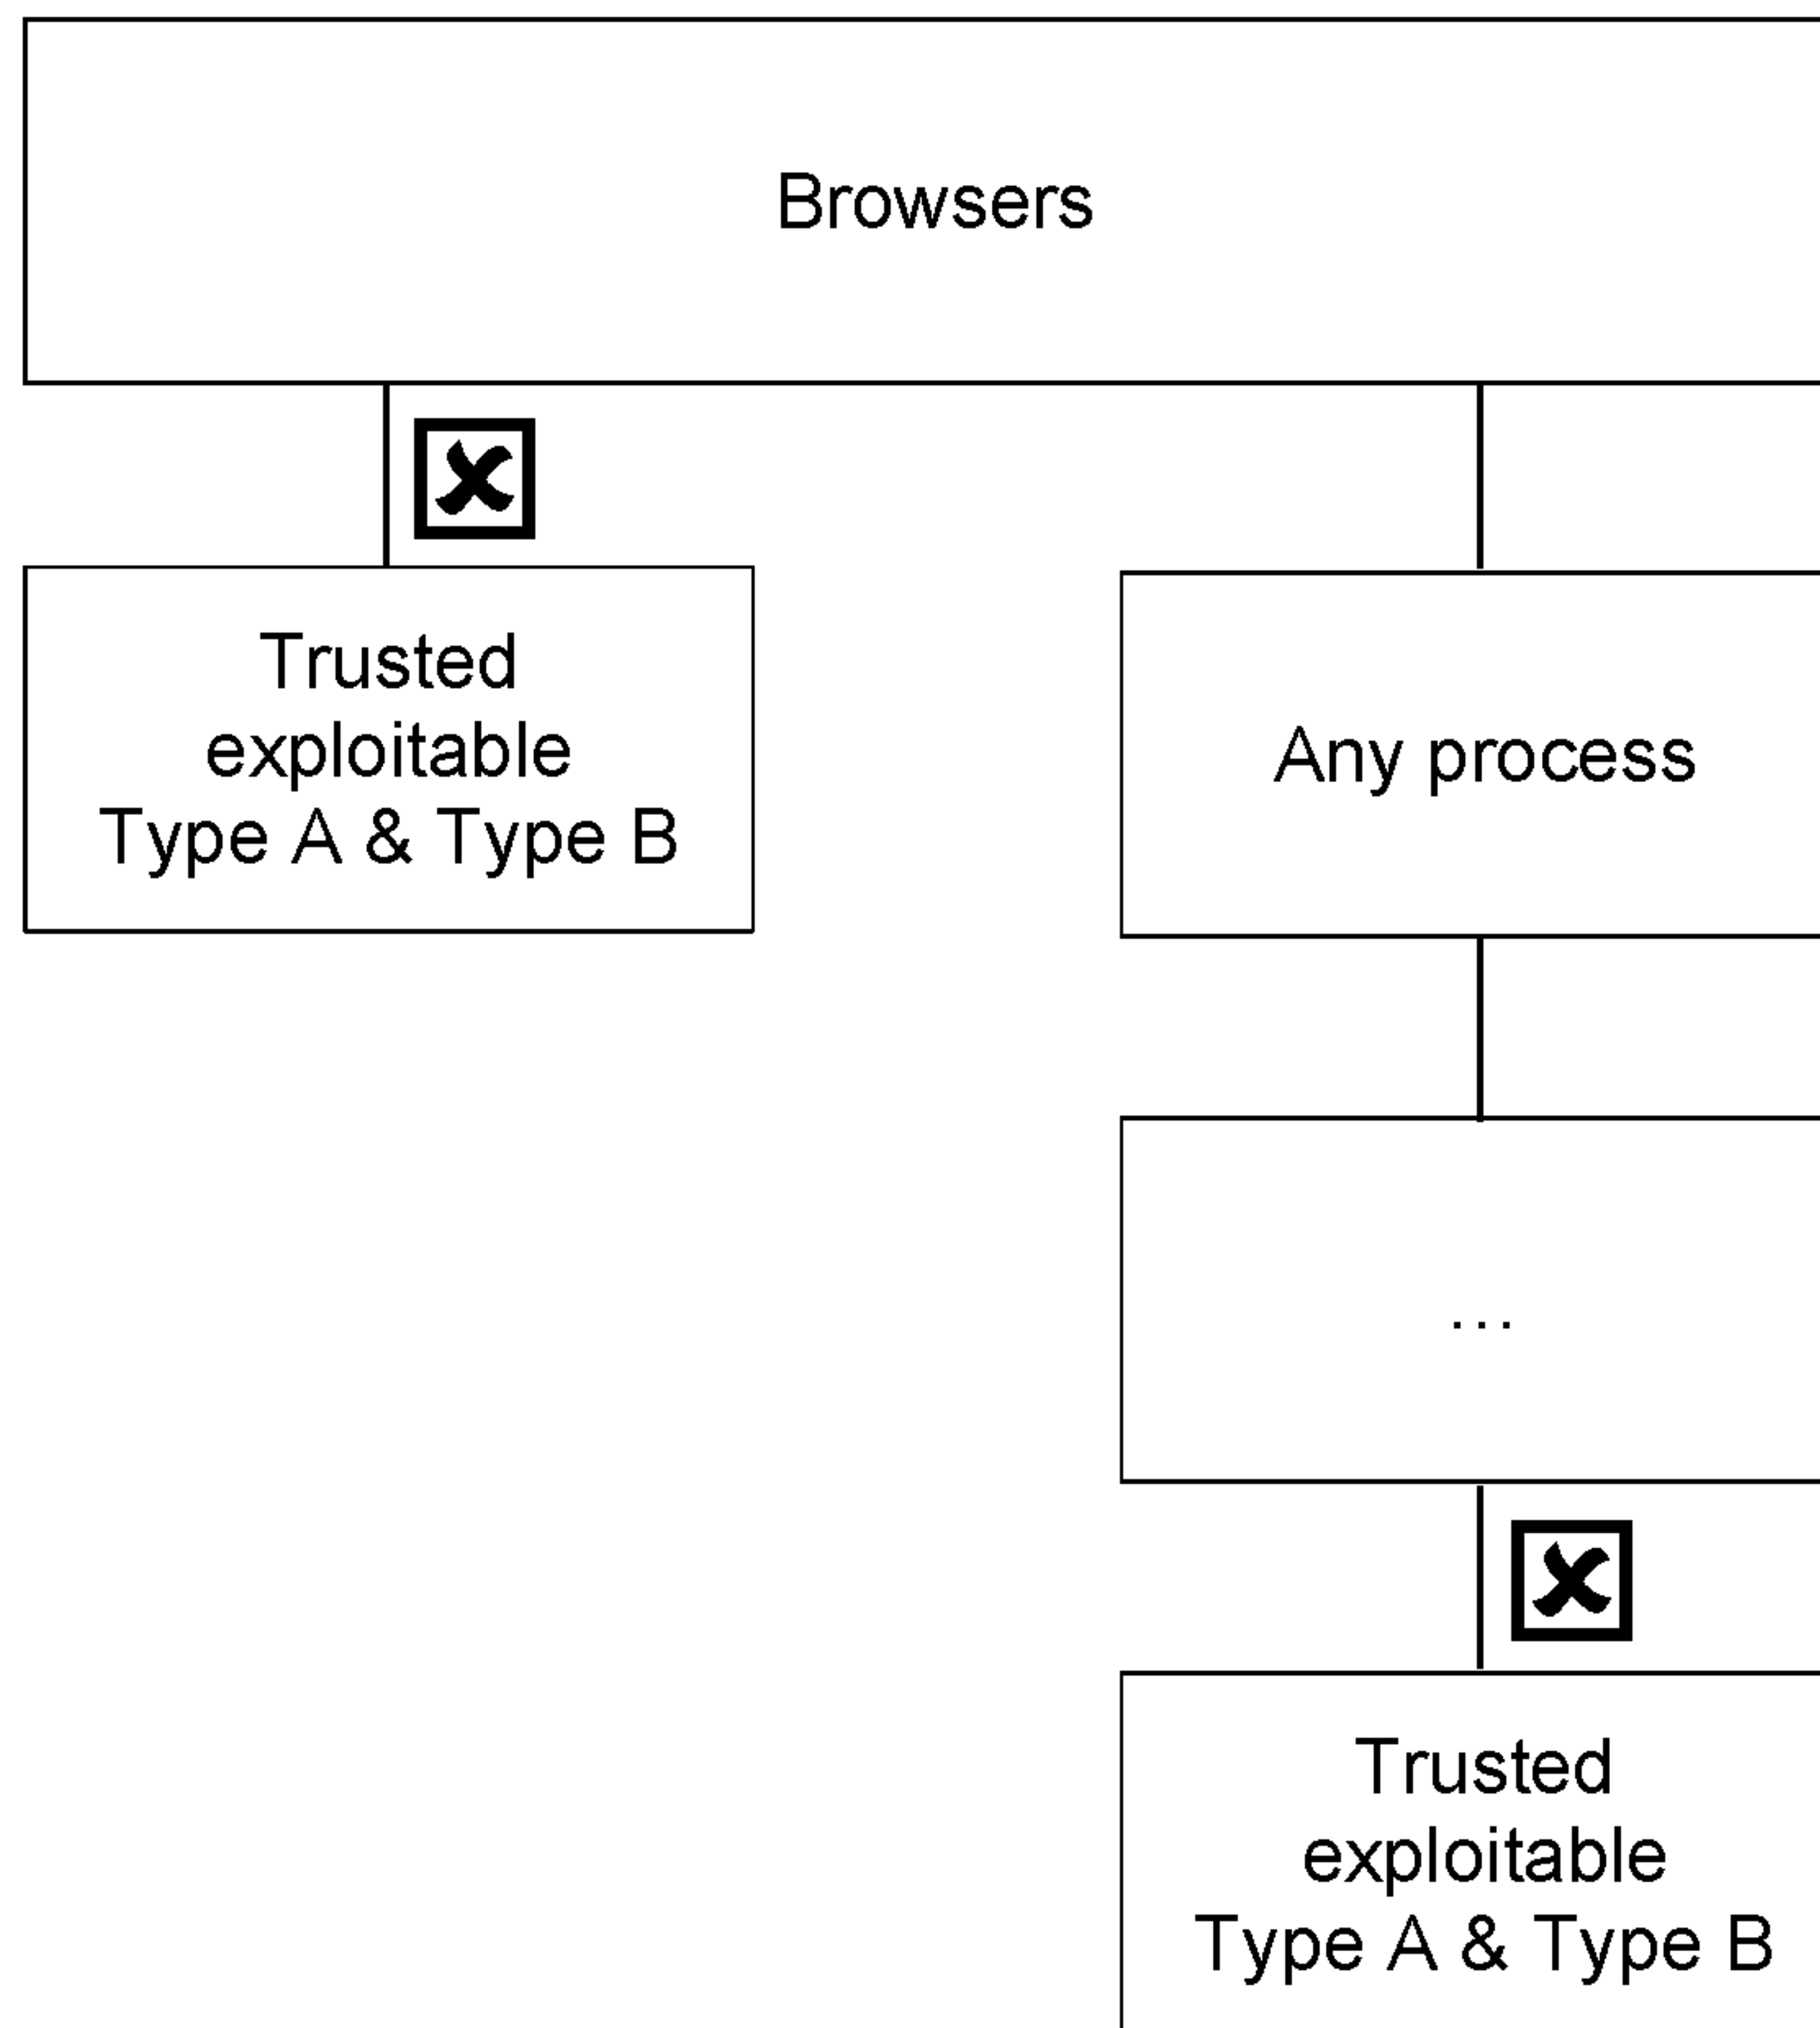 Browsers
Trusted
exploitable
Type A & Type B
Any process
...
Trusted
exploitable
Type A & Type B